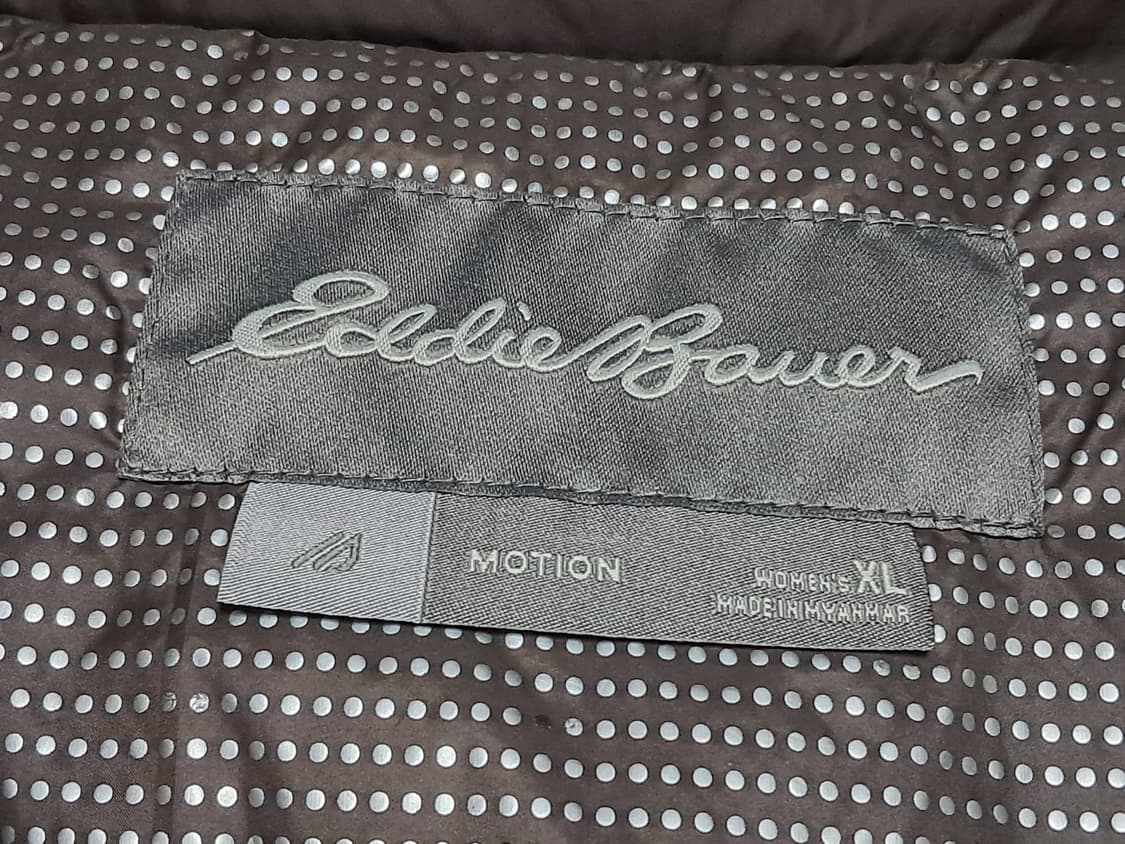 Eddie Bauer
MOTION
WOMEN'S XL
MADE IN MYANMAR